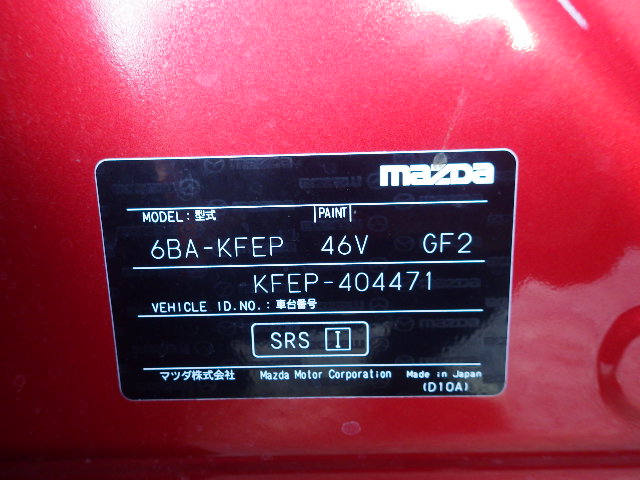 mazda
MODEL：型式 PAINT
6BA-KFEP 46V GF2
KFEP-404471
VEHICLE ID.NO.：車台番号
SRS I
マツダ株式会社 Mazda Motor Corporation Made in Japan
(D10A)